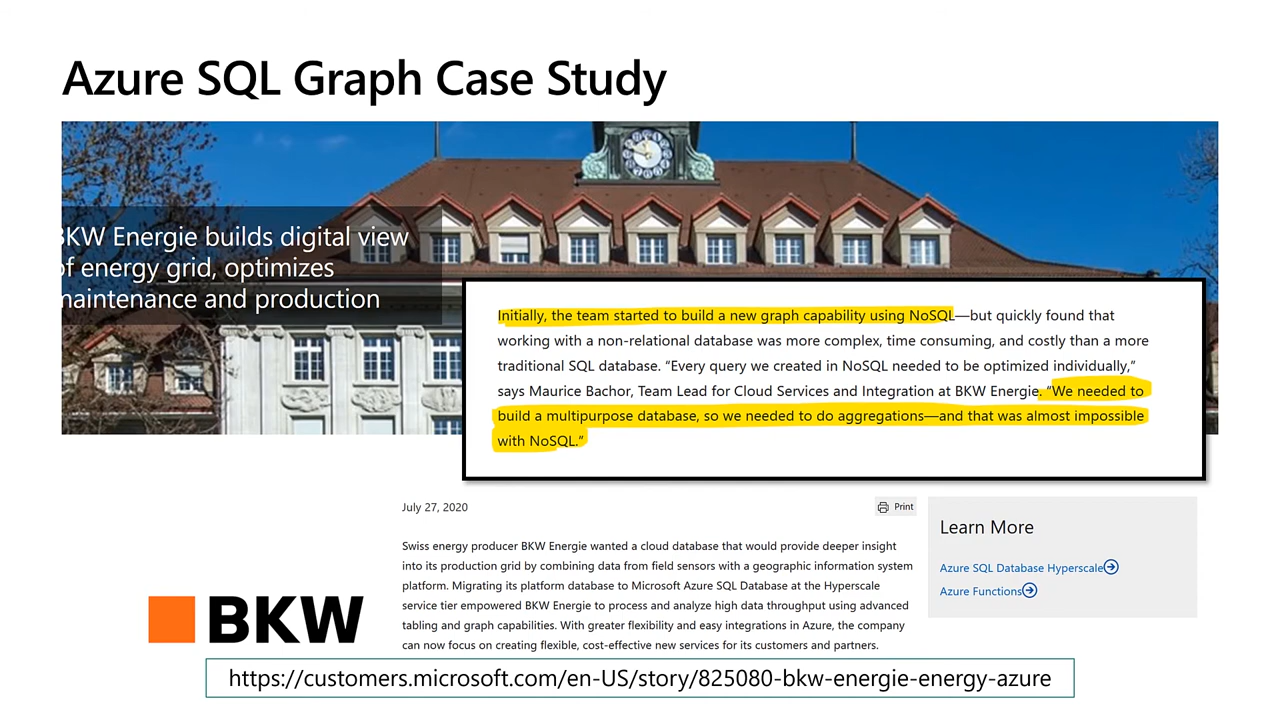 Azure SQL Graph Case Study
BKW Energie builds digital view
of energy grid, optimizes
maintenance and production
Initially, the team started to build a new graph capability using NoSQL—but quickly found that
working with a non-relational database was more complex, time consuming, and costly than a more
traditional SQL database. “Every query we created in NoSQL needed to be optimized individually,”
says Maurice Bachor, Team Lead for Cloud Services and Integration at BKW Energie. “We needed to
build a multipurpose database, so we needed to do aggregations—and that was almost impossible
with NoSQL.”
July 27, 2020
Print
Learn More
Swiss energy producer BKW Energie wanted a cloud database that would provide deeper insight
into its production grid by combining data from field sensors with a geographic information system
platform. Migrating its platform database to Microsoft Azure SQL Database at the Hyperscale
service tier empowered BKW Energie to process and analyze high data throughput using advanced
tabling and graph capabilities. With greater flexibility and easy integrations in Azure, the company
can now focus on creating flexible, cost-effective new services for its customers and partners.
Azure SQL Database Hyperscale
Azure Functions
BKW
https://customers.microsoft.com/en-US/story/825080-bkw-energie-energy-azure